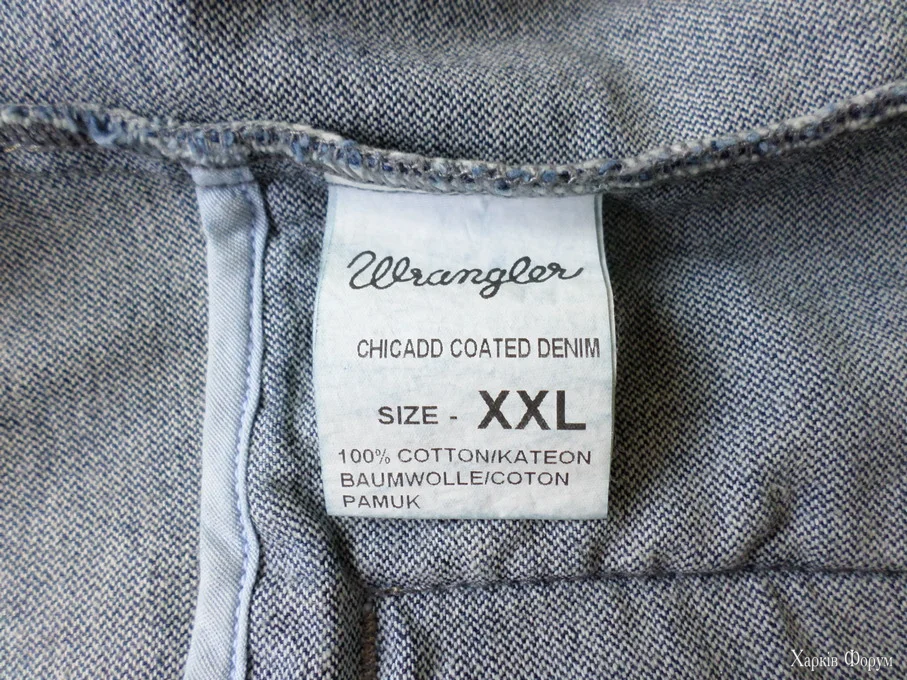 Wrangler
CHICADD COATED DENIM
SIZE - XXL
100% COTTON/KATEON
BAUMWOLLE/COTON
PAMUK
Харків Форум